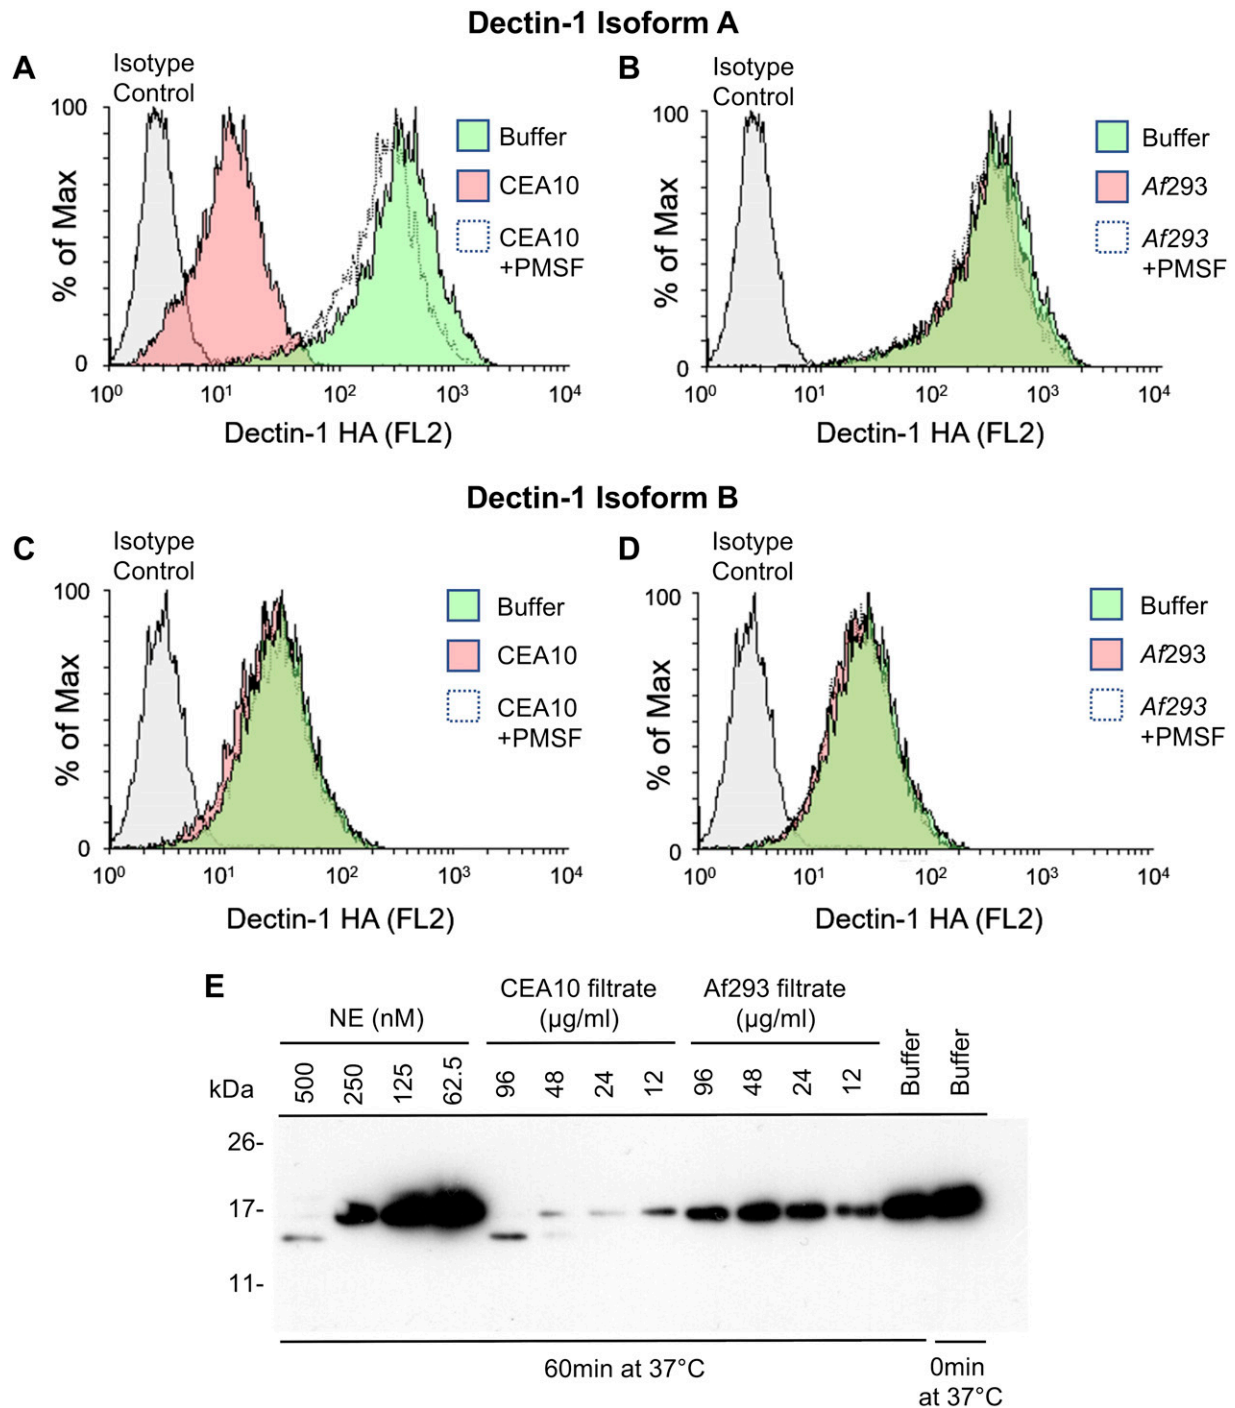 Dectin-1 Isoform A
A
Isotype
Control
100
% of Max
0
10⁰ 10¹ 10² 10³ 10⁴
Dectin-1 HA (FL2)
Buffer
CEA10
CEA10
+PMSF
B
Isotype
Control
100
% of Max
0
10⁰ 10¹ 10² 10³ 10⁴
Dectin-1 HA (FL2)
Buffer
Af293
Af293
+PMSF
Dectin-1 Isoform B
C
Isotype
Control
100
% of Max
0
10⁰ 10¹ 10² 10³ 10⁴
Dectin-1 HA (FL2)
Buffer
CEA10
CEA10
+PMSF
D
Isotype
Control
100
% of Max
0
10⁰ 10¹ 10² 10³ 10⁴
Dectin-1 HA (FL2)
Buffer
Af293
Af293
+PMSF
E
NE (nM)
CEA10 filtrate
(µg/ml)
Af293 filtrate
(µg/ml)
kDa
500 250 125 62.5 96 48 24 12 96 48 24 12 Buffer Buffer
26-
17-
11-
60min at 37°C
0min
at 37°C